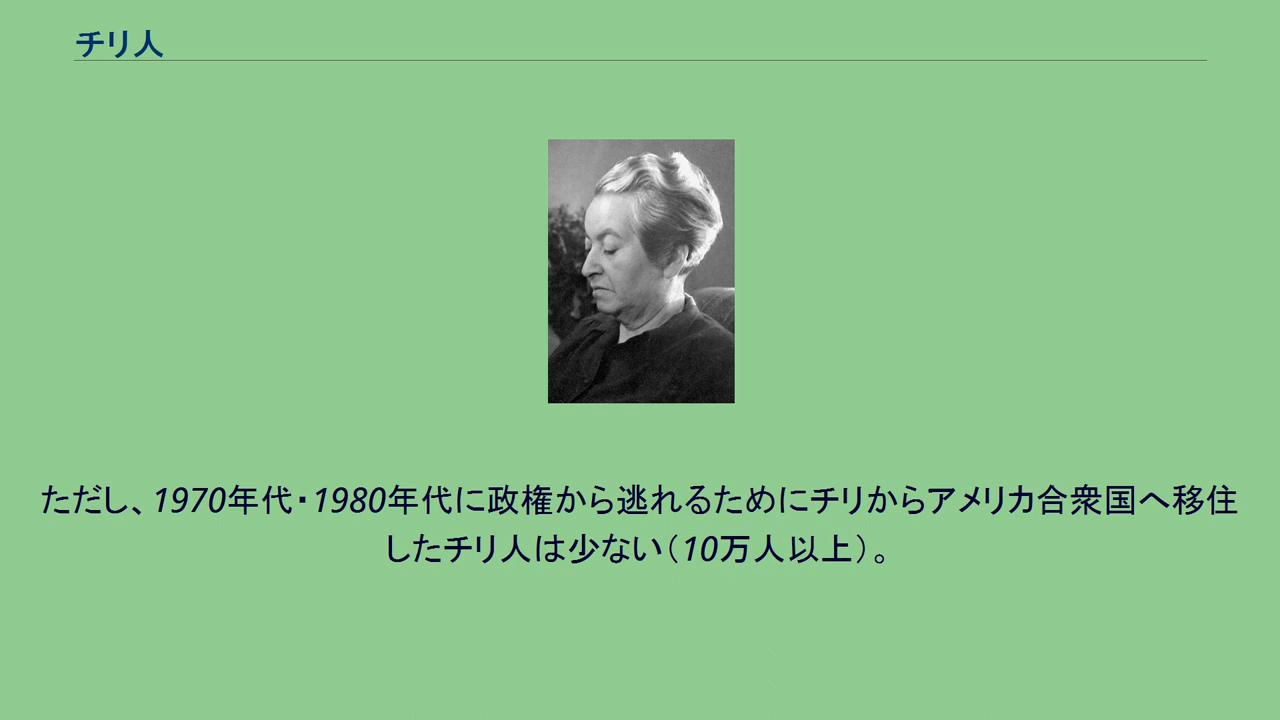 チリ人
ただし、1970年代・1980年代に政権から逃れるためにチリからアメリカ合衆国へ移住
したチリ人は少ない（10万人以上）。